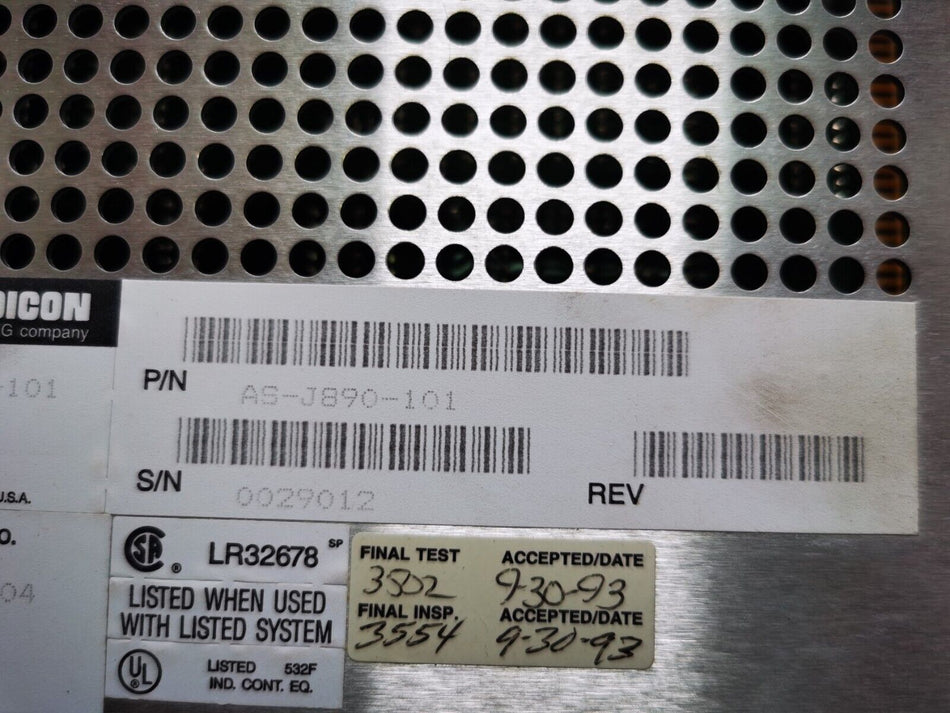 DICON
G company
-101
P/N
AS-J890-101
S/N
0029012
REV
U.S.A.
O.
04
LR32678 SP
LISTED WHEN USED
WITH LISTED SYSTEM
UL
LISTED 532F
IND. CONT. EQ.
FINAL TEST ACCEPTED/DATE
3802 9-30-93
FINAL INSP. ACCEPTED/DATE
3554 9-30-93